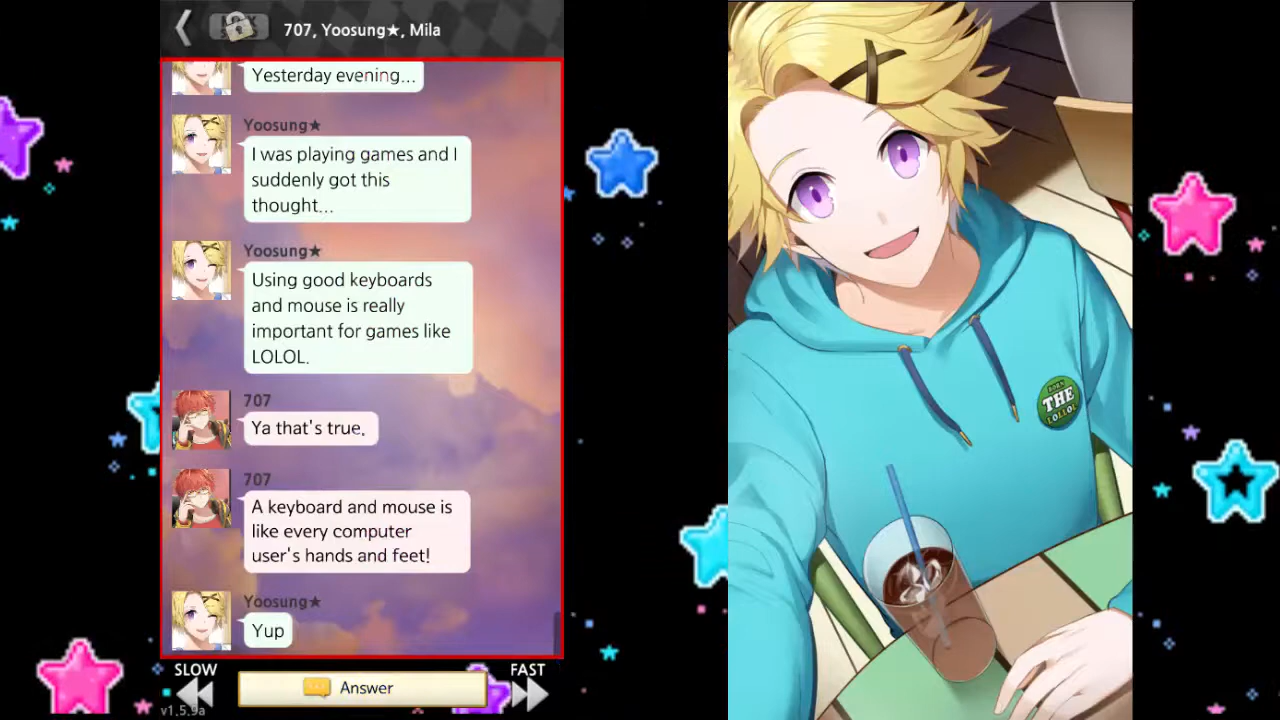 707, Yoosung★, Mila
Yesterday evening...
Yoosung★
I was playing games and I
suddenly got this
thought...
Yoosung★
Using good keyboards
and mouse is really
important for games like
LOLOL.
707
Ya that's true.
707
A keyboard and mouse is
like every computer
user's hands and feet!
Yoosung★
Yup
SLOW
FAST
Answer
v1.5.9a
BORN
THE
LOLLOL